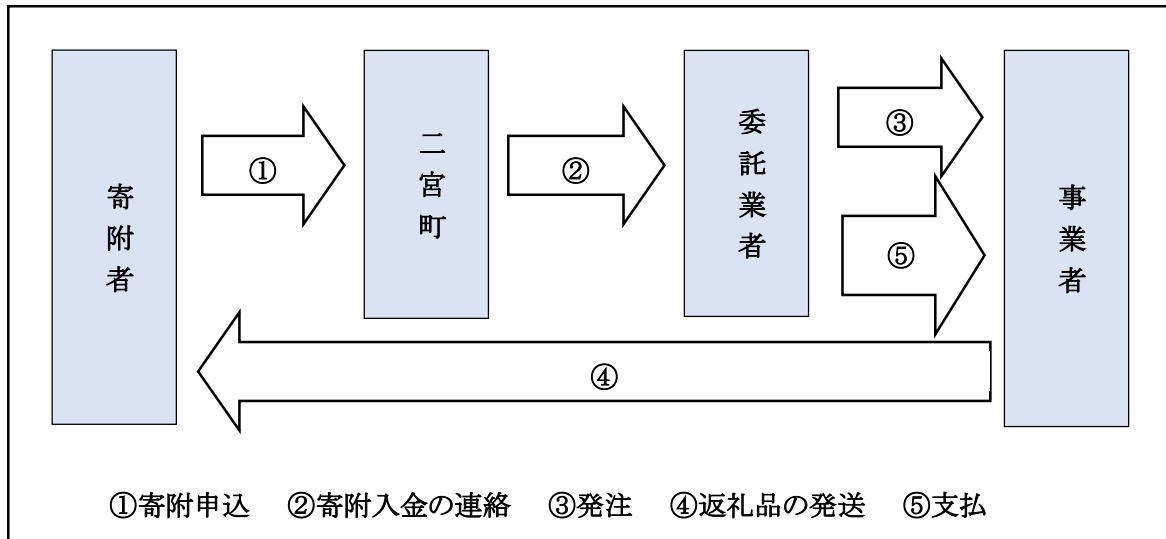 寄附者
①
二宮町
②
委託業者
③
⑤
事業者
④
①寄附申込 ②寄附入金の連絡 ③発注 ④返礼品の発送 ⑤支払